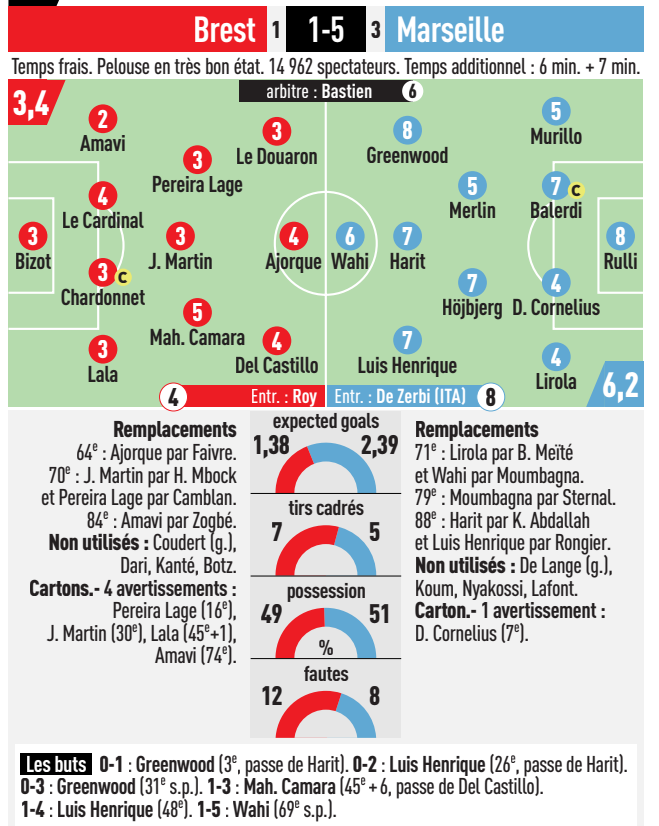 Brest 1 1-5 3 Marseille
Temps frais. Pelouse en très bon état. 14 962 spectateurs. Temps additionnel : 6 min. + 7 min.
arbitre : Bastien 6
3,4
2
Amavi
3
Le Douaron
3
Pereira Lage
4
Le Cardinal
3
Bizot
3
J. Martin
4
Ajorque
3 C
Chardonnet
5
Mah. Camara
3
Lala
4
Del Castillo
8
Greenwood
5
Murillo
5
Merlin
7 C
Balerdi
6
Wahi
7
Harit
8
Rulli
7
Höjbjerg
4
D. Cornelius
7
Luis Henrique
4
Lirola
6,2
4 Entr. : Roy
Entr. : De Zerbi (ITA) 8
Remplacements
64e : Ajorque par Faivre.
70e : J. Martin par H. Mbock
et Pereira Lage par Camblan.
84e : Amavi par Zogbé.
Non utilisés : Coudert (g.),
Dari, Kanté, Botz.
Cartons.- 4 avertissements :
Pereira Lage (16e),
J. Martin (30e), Lala (45e+1),
Amavi (74e).
expected goals
1,38 2,39
tirs cadrés
7 5
possession
49 51
%
fautes
12 8
Remplacements
71e : Lirola par B. Meïté
et Wahi par Moumbagna.
79e : Moumbagna par Sternal.
88e : Harit par K. Abdallah
et Luis Henrique par Rongier.
Non utilisés : De Lange (g.),
Koum, Nyakossi, Lafont.
Carton.- 1 avertissement :
D. Cornelius (7e).
Les buts 0-1 : Greenwood (3e, passe de Harit). 0-2 : Luis Henrique (26e, passe de Harit).
0-3 : Greenwood (31e s.p.). 1-3 : Mah. Camara (45e + 6, passe de Del Castillo).
1-4 : Luis Henrique (48e). 1-5 : Wahi (69e s.p.).